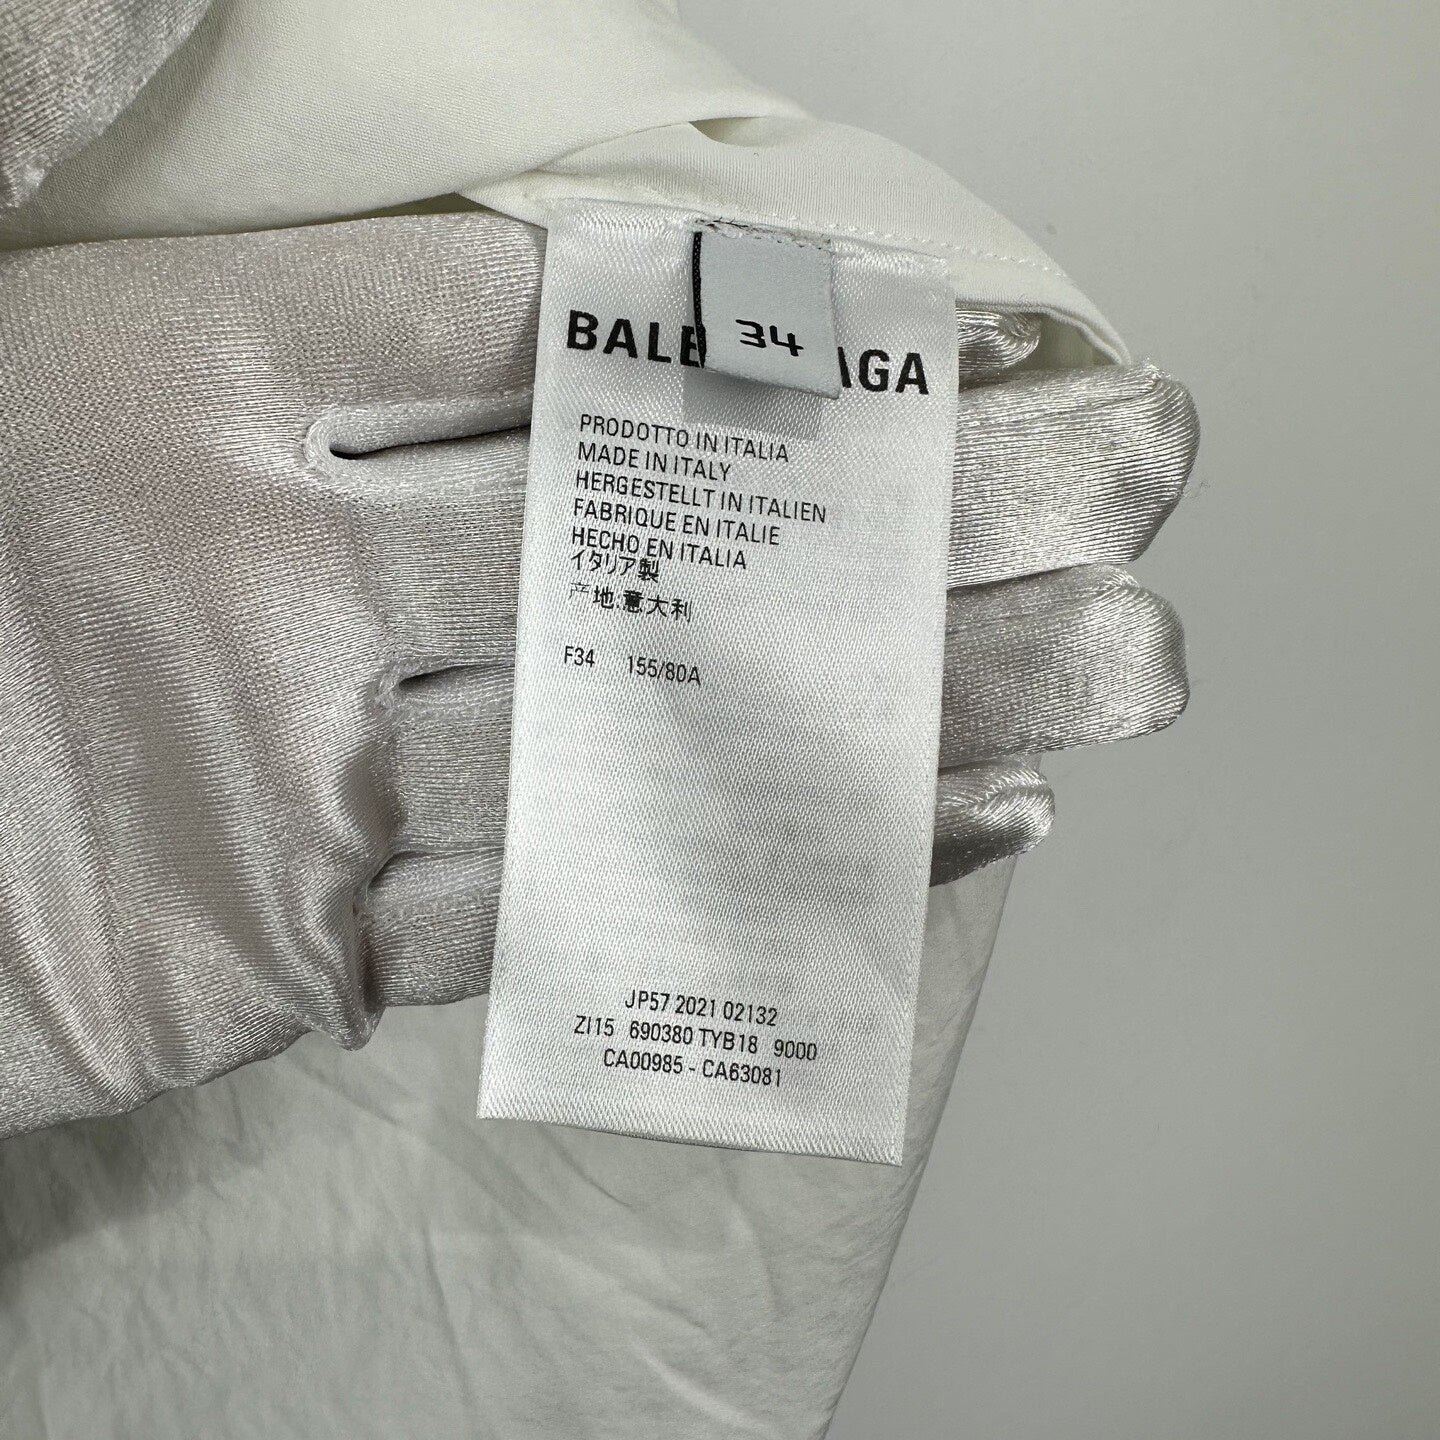 34
BALE AGA
PRODOTTO IN ITALIA
MADE IN ITALY
HERGESTELLT IN ITALIEN
FABRIQUE EN ITALIE
HECHO EN ITALIA
イタリア製
产地:意大利
F34 155/80A
JP57 2021 02132
ZI15 690380 TYB18 9000
CA00985 - CA63081